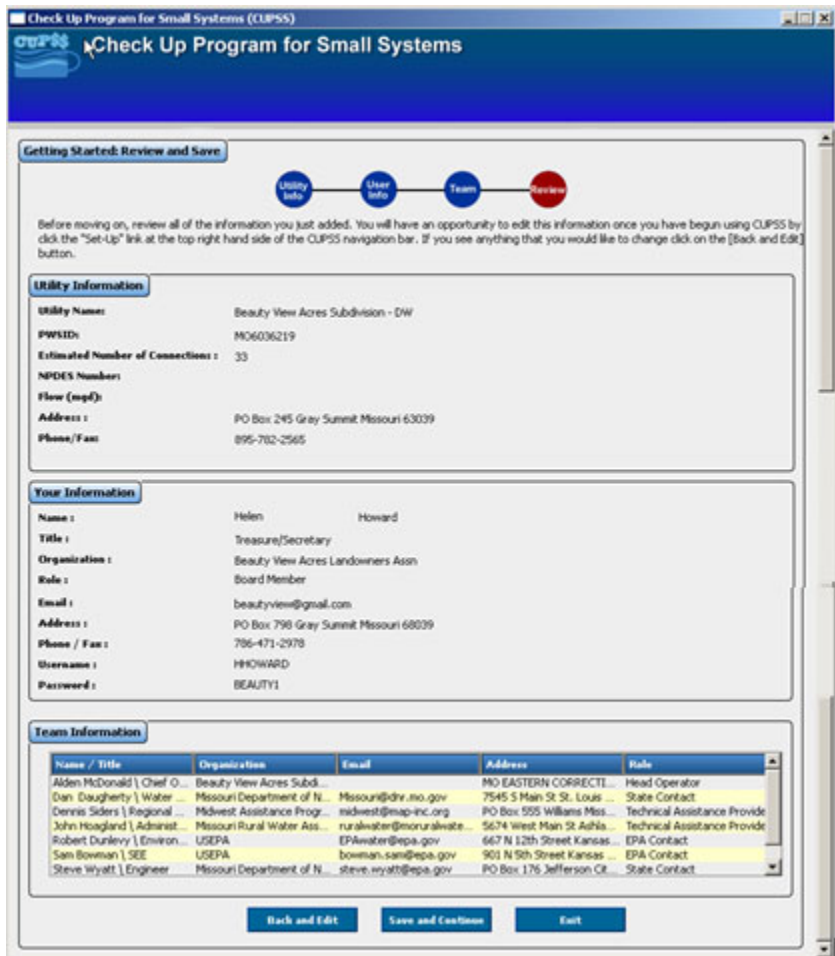 Check Up Program for Small Systems (CUPSS)
CUPSS
Check Up Program for Small Systems
Getting Started: Review and Save
Utility Info
User Info
Team
Review
Before moving on, review all of the information you just added. You will have an opportunity to edit this information once you have begun using CUPSS by
click the "Set-Up" link at the top right hand side of the CUPSS navigation bar. If you see anything that you would like to change click on the [Back and Edit]
button.
Utility Information
Utility Name: Beauty View Acres Subdivision - DW
PWSID: MO6036219
Estimated Number of Connections : 33
NPDES Number:
Flow (mgd):
Address : PO Box 245 Gray Summit Missouri 63039
Phone/Fax: 895-782-2565
Your Information
Name : Helen Howard
Title : Treasure/Secretary
Organization : Beauty View Acres Landowners Assn
Role : Board Member
Email : beautyview@gmail.com
Address : PO Box 798 Gray Summit Missouri 68039
Phone / Fax : 786-471-2978
Username : HHOWARD
Password : BEAUTY1
Team Information
Name / Title Organization Email Address Role
Alden McDonald \ Chief O... Beauty View Acres Subdi... MO EASTERN CORRECTI... Head Operator
Dan Daugherty \ Water ... Missouri Department of N... Missouri@dnr.mo.gov 7545 S Main St St. Louis ... State Contact
Dennis Siders \ Regional ... Midwest Assistance Progr... midwest@map-inc.org PO Box 555 Williams Miss... Technical Assistance Provide
John Hoagland \ Administ... Missouri Rural Water Ass... ruralwater@moruralwate... 5674 West Main St Ashla... Technical Assistance Provide
Robert Dunlevy \ Environ... USEPA EPAwater@epa.gov 667 N 12th Street Kansas... EPA Contact
Sam Bowman \ SEE USEPA bowman.sam@epa.gov 901 N 5th Street Kansas ... EPA Contact
Steve Wyatt \ Engineer Missouri Department of N... steve.wyatt@epa.gov PO Box 176 Jefferson Cit... State Contact
Back and Edit
Save and Continue
Exit